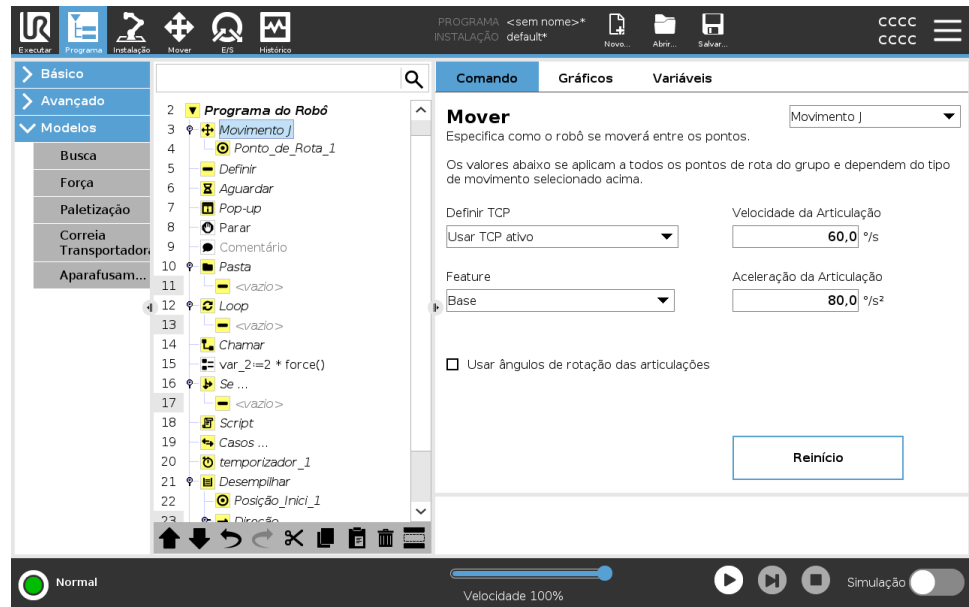 PROGRAMA <sem nome>*
INSTALAÇÃO default*
CCCC
CCCC
Executar
Programa
Instalação
Mover
E/S
Histórico
Novo...
Abrir...
Salvar...
Básico
Avançado
Modelos
Busca
Força
Paletização
Correia
Transportador
Aparafusam...
2 Programa do Robô
3 Movimento J
4 Ponto_de_Rota_1
5 Definir
6 Aguardar
7 Pop-up
8 Parar
9 Comentário
10 Pasta
11 <vazio>
12 Loop
13 <vazio>
14 Chamar
15 var_2:=2 * force()
16 Se ...
17 <vazio>
18 Script
19 Casos ...
20 temporizador_1
21 Desempilhar
22 Posição_Inici_1
23 Direção
Comando Gráficos Variáveis
Mover
Movimento J
Especifica como o robô se moverá entre os pontos.
Os valores abaixo se aplicam a todos os pontos de rota do grupo e dependem do tipo
de movimento selecionado acima.
Definir TCP
Velocidade da Articulação
Usar TCP ativo
60,0 °/s
Feature
Aceleração da Articulação
Base
80,0 °/s²
Usar ângulos de rotação das articulações
Reinício
Normal
Velocidade 100%
Simulação